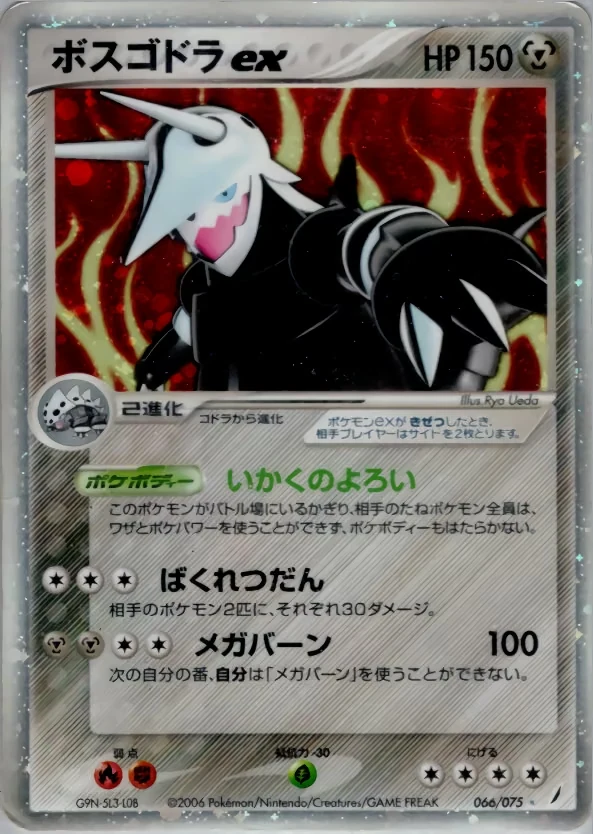 ボスゴドラex HP150
Illus. Ryo Ueda
2進化 ゴドラから進化
ポケモンexが きぜつしたとき、
相手プレイヤーはサイドを2枚とります。
ポケボディー いかくのよろい
このポケモンがバトル場にいるかぎり、相手のたねポケモン全員は、
ワザとポケパワーを使うことができず、ポケボディーもはたらかない。
ばくれつだん
相手のポケモン2匹に、それぞれ30ダメージ。
メガバーン 100
次の自分の番、自分は「メガバーン」を使うことができない。
弱点 抵抗力 -30 にげる
G9N-5L3-L0B ©2006 Pokémon/Nintendo/Creatures/GAME FREAK 066/075